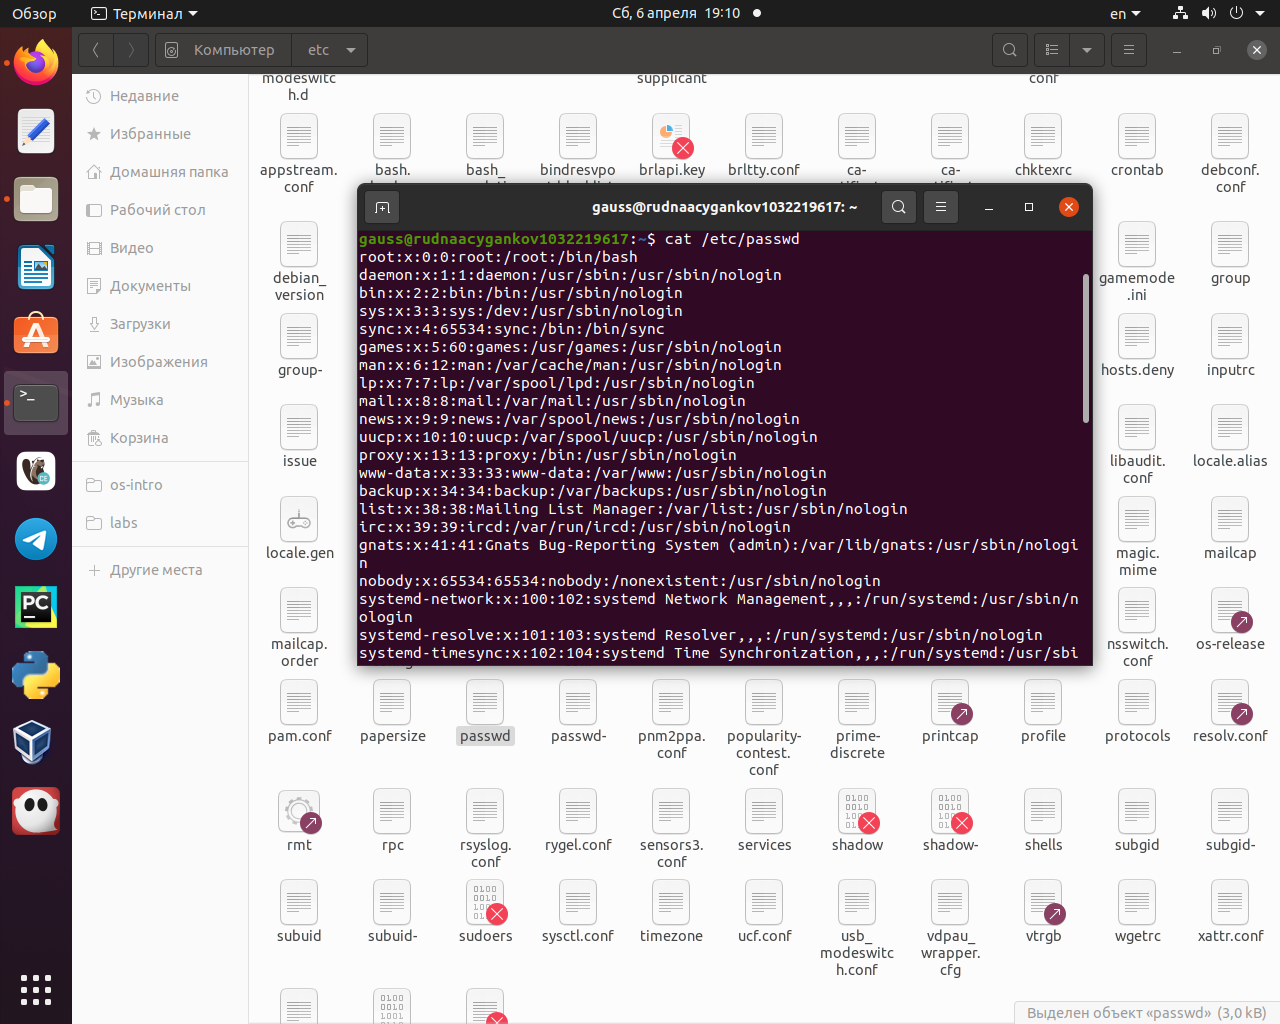 Обзор
Терминал
Сб, 6 апреля 19:10
en
Компьютер
etc
Недавние
Избранные
Домашняя папка
Рабочий стол
Видео
Документы
Загрузки
Изображения
Музыка
Корзина
os-intro
labs
Другие места
modeswitc
h.d
supplicant
conf
appstream.
conf
bash.
bash_
bindresvpo
brlapi.key
brltty.conf
ca-
ca-
chktexrc
crontab
debconf.
conf
gauss@rudnaacygankov1032219617: ~
gauss@rudnaacygankov1032219617:~$ cat /etc/passwd
root:x:0:0:root:/root:/bin/bash
daemon:x:1:1:daemon:/usr/sbin:/usr/sbin/nologin
bin:x:2:2:bin:/bin:/usr/sbin/nologin
sys:x:3:3:sys:/dev:/usr/sbin/nologin
sync:x:4:65534:sync:/bin:/bin/sync
games:x:5:60:games:/usr/games:/usr/sbin/nologin
man:x:6:12:man:/var/cache/man:/usr/sbin/nologin
lp:x:7:7:lp:/var/spool/lpd:/usr/sbin/nologin
mail:x:8:8:mail:/var/mail:/usr/sbin/nologin
news:x:9:9:news:/var/spool/news:/usr/sbin/nologin
uucp:x:10:10:uucp:/var/spool/uucp:/usr/sbin/nologin
proxy:x:13:13:proxy:/bin:/usr/sbin/nologin
www-data:x:33:33:www-data:/var/www:/usr/sbin/nologin
backup:x:34:34:backup:/var/backups:/usr/sbin/nologin
list:x:38:38:Mailing List Manager:/var/list:/usr/sbin/nologin
irc:x:39:39:ircd:/var/run/ircd:/usr/sbin/nologin
gnats:x:41:41:Gnats Bug-Reporting System (admin):/var/lib/gnats:/usr/sbin/nologi
n
nobody:x:65534:65534:nobody:/nonexistent:/usr/sbin/nologin
systemd-network:x:100:102:systemd Network Management,,,:/run/systemd:/usr/sbin/n
ologin
systemd-resolve:x:101:103:systemd Resolver,,,:/run/systemd:/usr/sbin/nologin
systemd-timesync:x:102:104:systemd Time Synchronization,,,:/run/systemd:/usr/sbi
debian_
version
gamemode
.ini
group
group-
hosts.deny
inputrc
issue
libaudit.
conf
locale.alias
locale.gen
magic.
mime
mailcap
mailcap.
order
nsswitch.
conf
os-release
pam.conf
papersize
passwd
passwd-
pnm2ppa.
conf
popularity-
contest.
conf
prime-
discrete
printcap
profile
protocols
resolv.conf
rmt
rpc
rsyslog.
conf
rygel.conf
sensors3.
conf
services
shadow
shadow-
shells
subgid
subgid-
subuid
subuid-
sudoers
sysctl.conf
timezone
ucf.conf
usb_
modeswitc
h.conf
vdpau_
wrapper.
cfg
vtrgb
wgetrc
xattr.conf
Выделен объект «passwd» (3,0 kB)